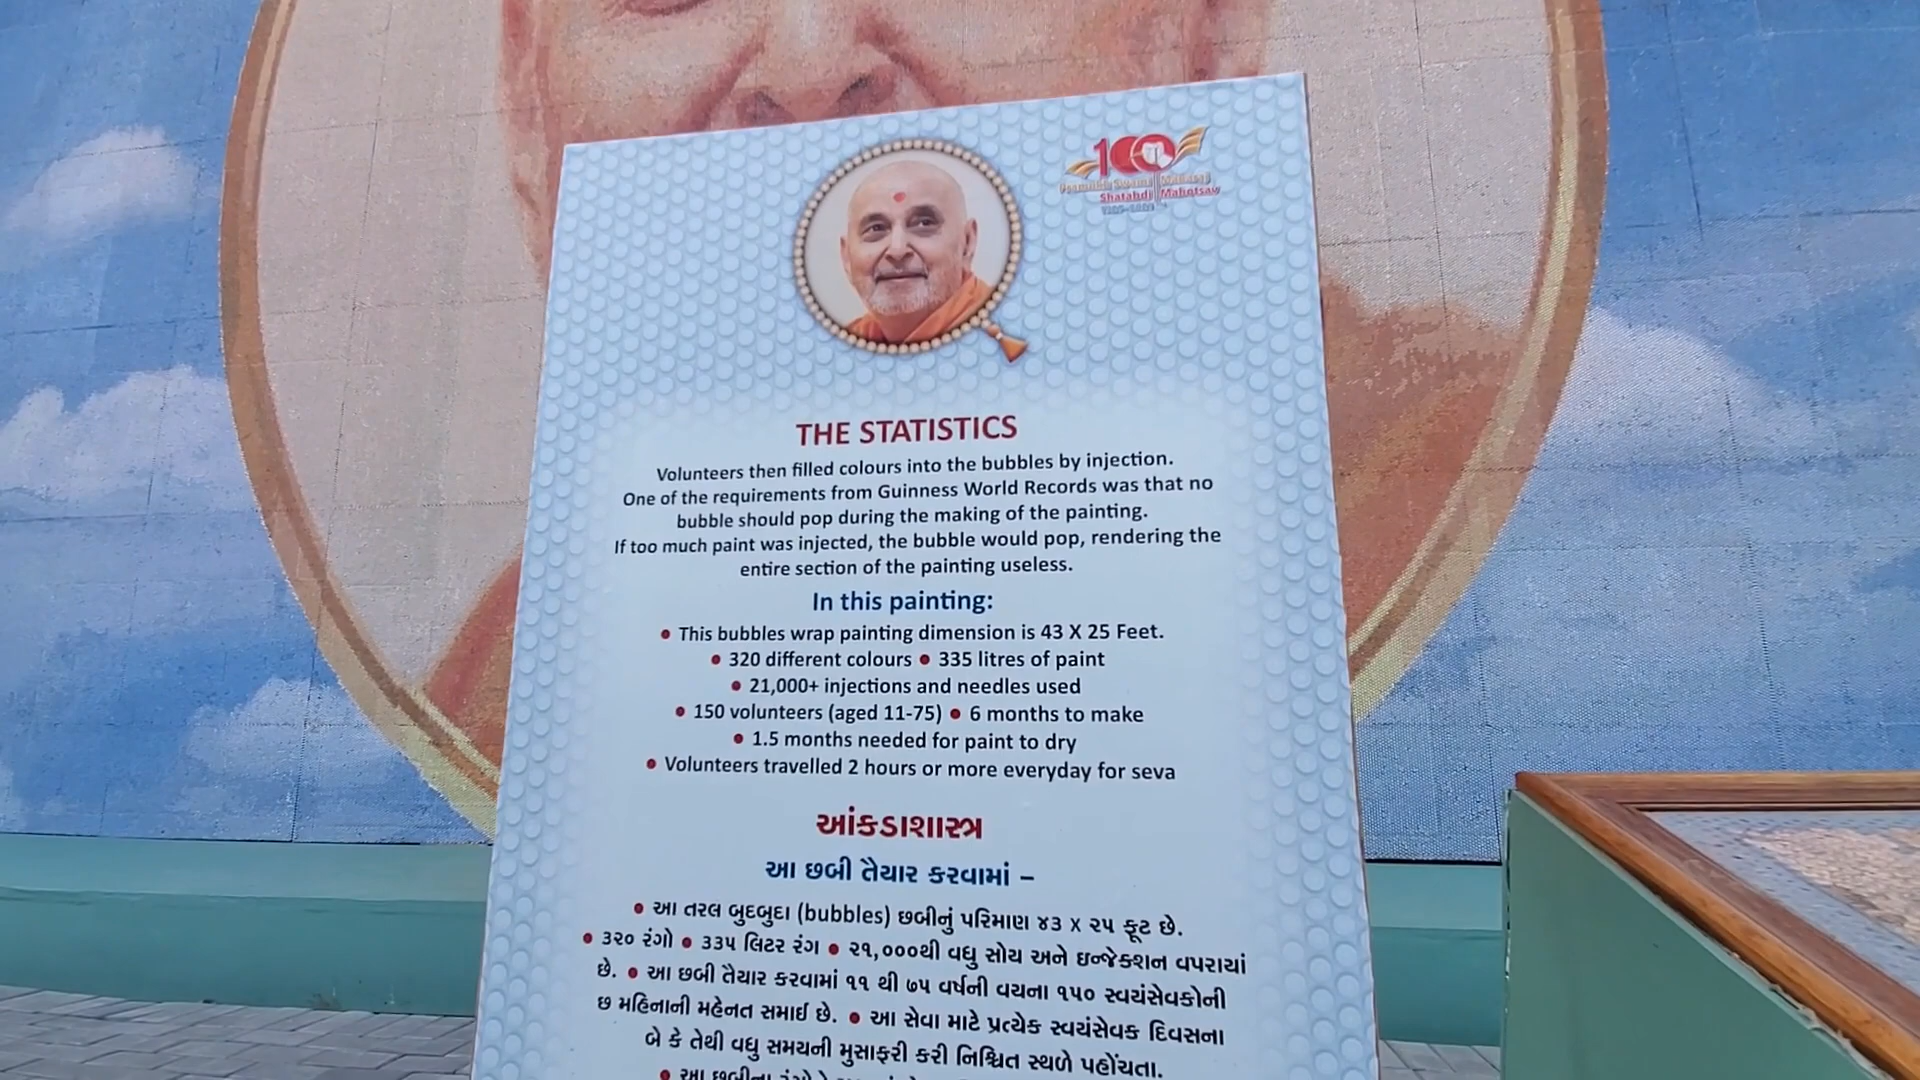 100
Pramukh Swami Maharaj
Shatabdi Mahotsav
THE STATISTICS
Volunteers then filled colours into the bubbles by injection.
One of the requirements from Guinness World Records was that no
bubble should pop during the making of the painting.
If too much paint was injected, the bubble would pop, rendering the
entire section of the painting useless.
In this painting:
• This bubbles wrap painting dimension is 43 X 25 Feet.
• 320 different colours • 335 litres of paint
• 21,000+ injections and needles used
• 150 volunteers (aged 11-75) • 6 months to make
• 1.5 months needed for paint to dry
• Volunteers travelled 2 hours or more everyday for seva
આંકડાશાસ્ત્ર
આ છબી તૈયાર કરવામાં –
• આ તરલ બુદબુદા (bubbles) છબીનું પરિમાણ ૪૩ X ૨૫ ફૂટ છે.
• ૩૨૦ રંગો • ૩૩૫ લિટર રંગ • ૨૧,૦૦૦થી વધુ સોય અને ઇન્જેક્શન વપરાયાં
છે. • આ છબી તૈયાર કરવામાં ૧૧ થી ૭૫ વર્ષની વયના ૧૫૦ સ્વયંસેવકોની
છ મહિનાની મહેનત સમાઈ છે. • આ સેવા માટે પ્રત્યેક સ્વયંસેવક દિવસના
બે કે તેથી વધુ સમયની મુસાફરી કરી નિશ્ચિત સ્થળે પહોંચતા.